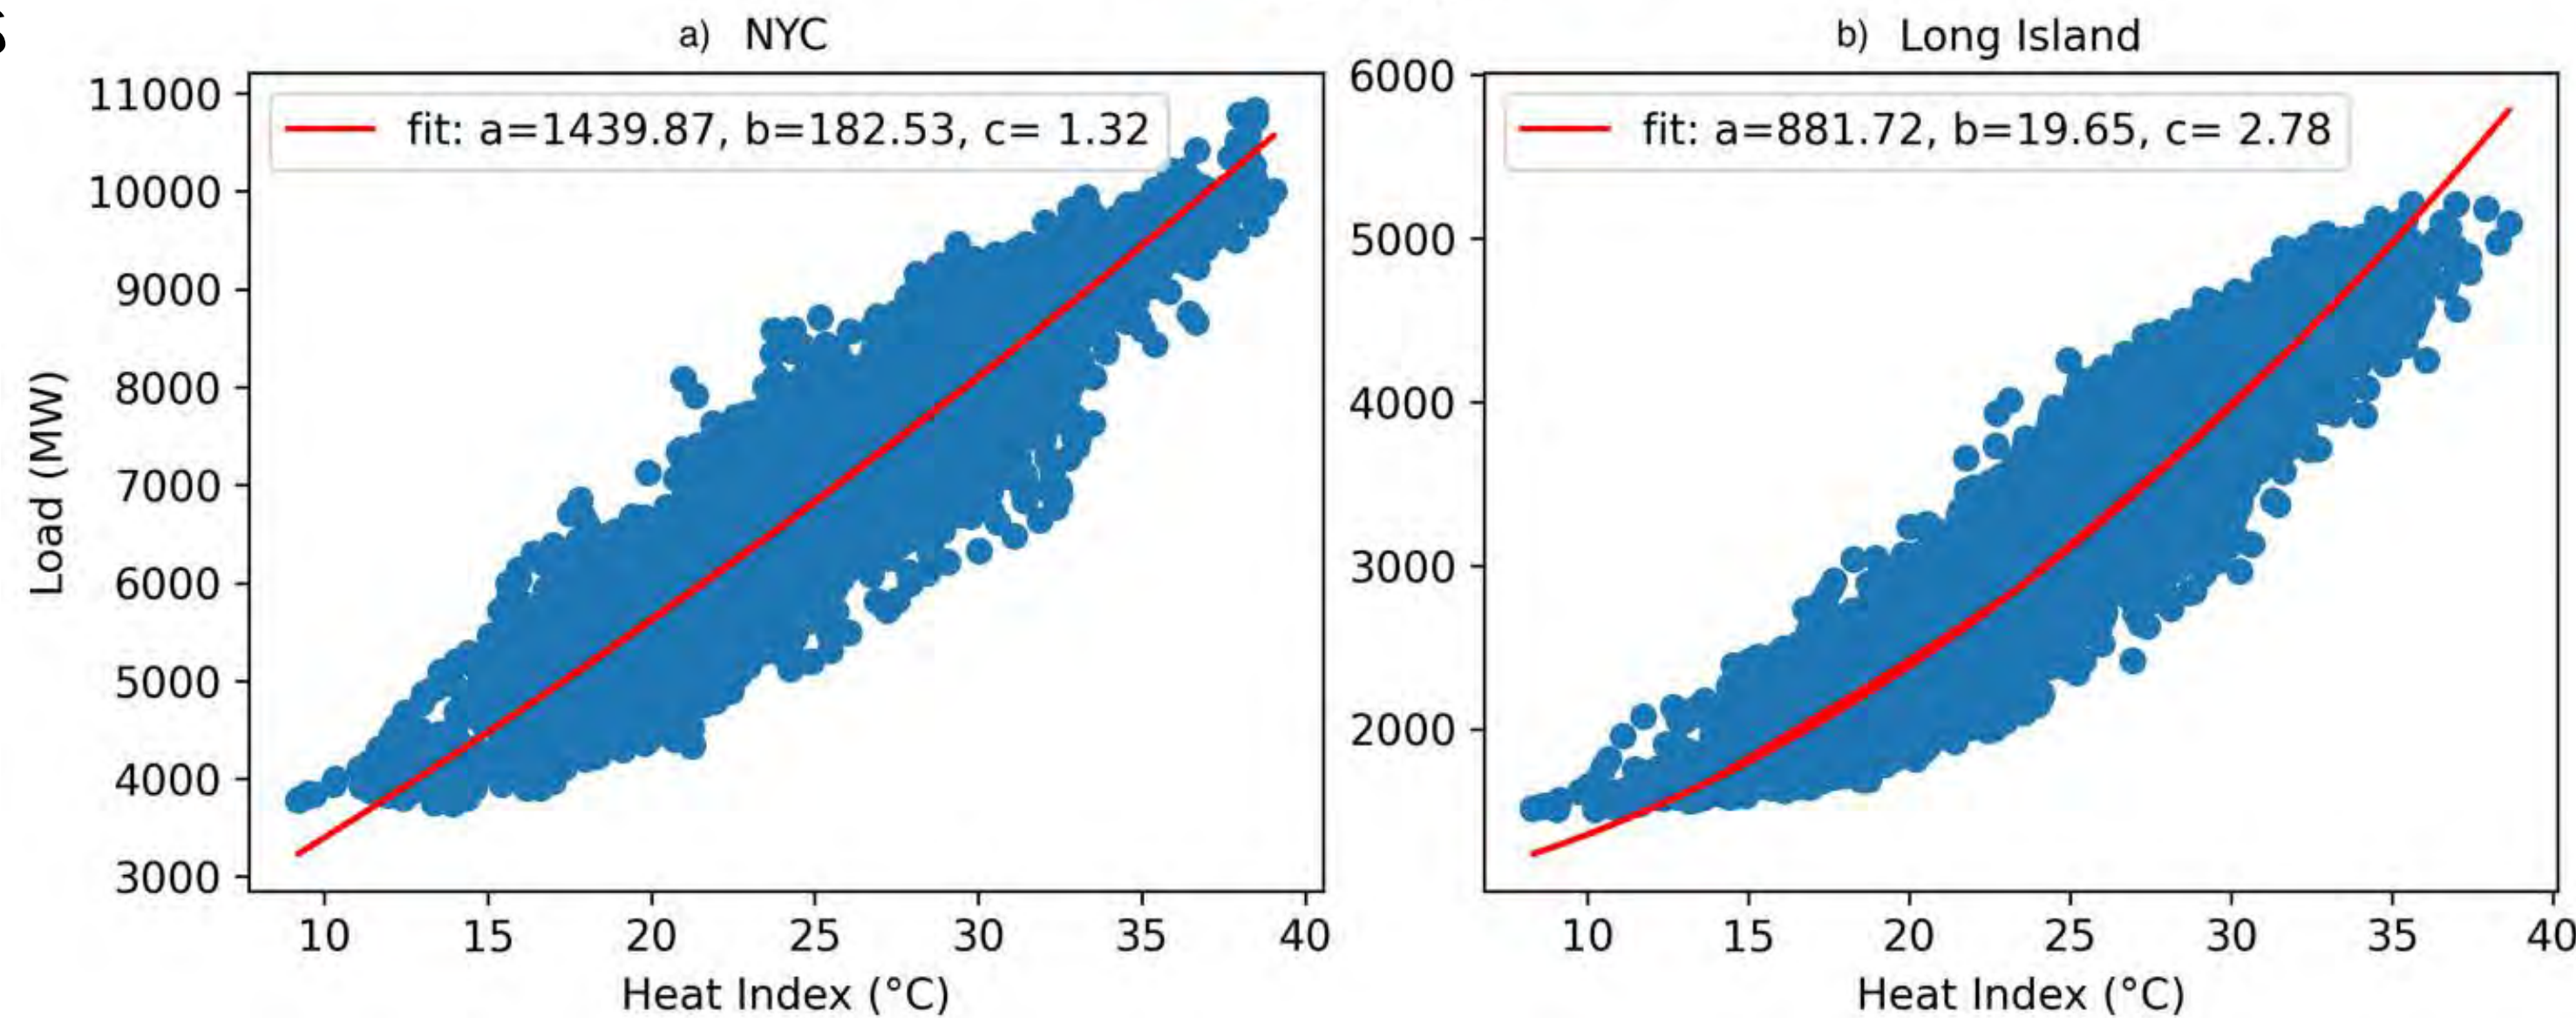 a) NYC
fit: a=1439.87, b=182.53, c= 1.32
11000
10000
9000
8000
7000
6000
5000
4000
3000
Load (MW)
10 15 20 25 30 35 40
Heat Index (°C)
b) Long Island
fit: a=881.72, b=19.65, c= 2.78
6000
5000
4000
3000
2000
10 15 20 25 30 35 40
Heat Index (°C)